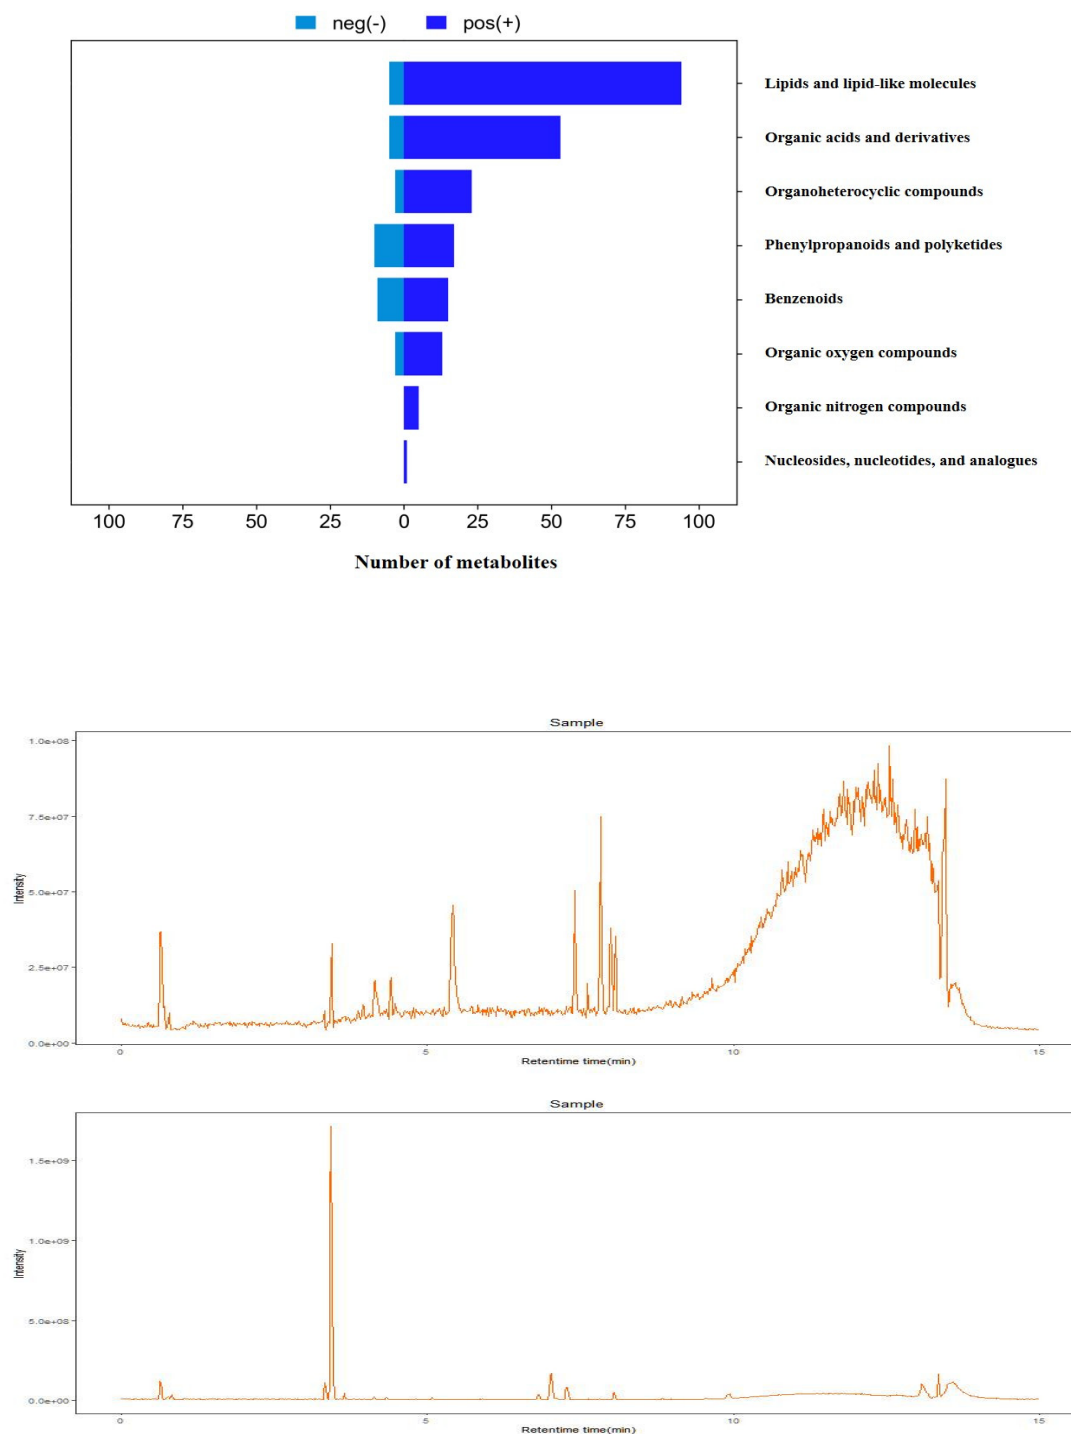 neg(-) pos(+)
Lipids and lipid-like molecules
Organic acids and derivatives
Organoheterocyclic compounds
Phenylpropanoids and polyketides
Benzenoids
Organic oxygen compounds
Organic nitrogen compounds
Nucleosides, nucleotides, and analogues
100 75 50 25 0 25 50 75 100
Number of metabolites
Sample
1.0e+08
7.5e+07
5.0e+07
2.5e+07
0.0e+00
Intensity
0 5 10 15
Retentime time(min)
Sample
1.5e+09
1.0e+09
5.0e+08
0.0e+00
Intensity
0 5 10 15
Retentime time(min)